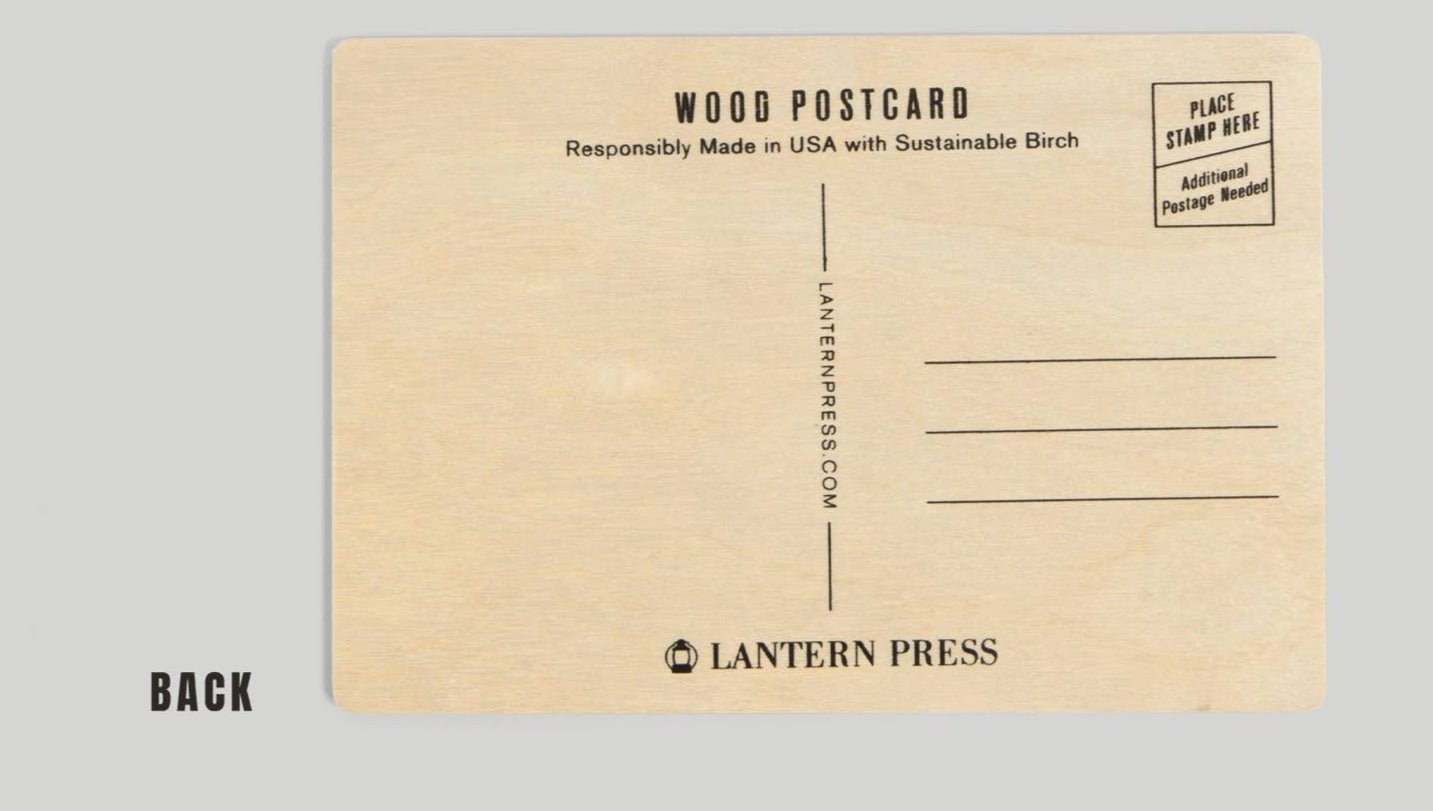 WOOD POSTCARD
Responsibly Made in USA with Sustainable Birch
PLACE
STAMP HERE
Additional
Postage Needed
LANTERNPRESS.COM
LANTERN PRESS
BACK